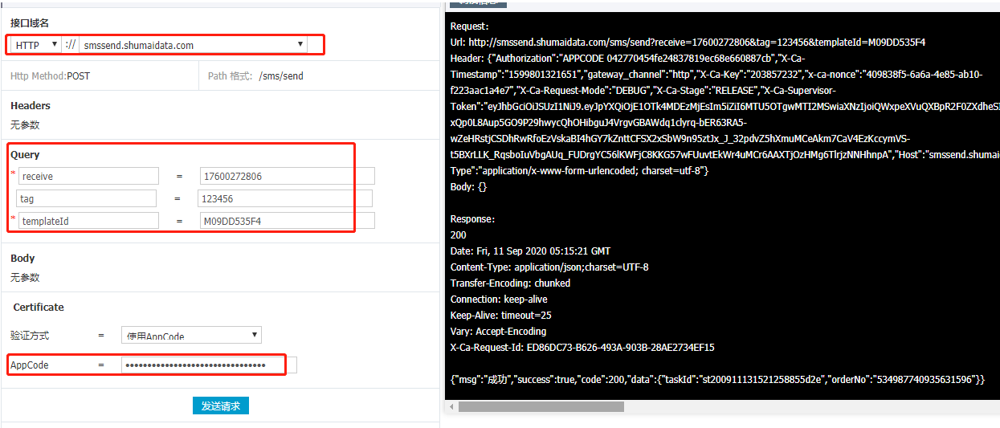 接口域名
HTTP :// smssend.shumaidata.com
Http Method:POST Path 格式: /sms/send
Headers
无参数
Query
* receive = 17600272806
tag = 123456
* templateId = M09DD535F4
Body
无参数
Certificate
验证方式 = 使用AppCode
AppCode = ••••••••••••••••••••••••••••••••
发送请求
Request:
Url: http://smssend.shumaidata.com/sms/send?receive=17600272806&tag=123456&templateId=M09DD535F4
Header: {"Authorization":"APPCODE 042770454fe24837819ec68e660887cb","X-Ca-
Timestamp":"1599801321651","gateway_channel":"http","X-Ca-Key":"203857232","x-ca-nonce":"409838f5-6a6a-4e85-ab10-
f223aac1a4e7","X-Ca-Request-Mode":"DEBUG","X-Ca-Stage":"RELEASE","X-Ca-Supervisor-
Token":"eyJhbGciOiJSUzI1NiJ9.eyJpYXQiOjE1OTk4MDEzMjEsIm5iZiI6MTU5OTgwMTI2MSwiaXNzIjoiQWxpeXVuQXBpR2F0ZXdheSI
xQp0L8Aup5GO9P29hwycQhOHibguJ4VrgvGBAWdq1clyrq-bER63RA5-
wZeHRstjCSDhRwRfoEzVskaBI4hGY7kZnttCFSX2xSbW9n95ztJx_J_32pdvZ5hXmuMCeAkm7CaV4EzKccymVS-
t5BXrLLK_RqsboIuVbgAUq_FUDrgYC56lKWFjC8KKG57wFUuvtEkWr4uMCr6AAXTjOzHMg6TlrjzNNHhnpA","Host":"smssend.shumai
Type":"application/x-www-form-urlencoded; charset=utf-8"}
Body: {}
Response:
200
Date: Fri, 11 Sep 2020 05:15:21 GMT
Content-Type: application/json;charset=UTF-8
Transfer-Encoding: chunked
Connection: keep-alive
Keep-Alive: timeout=25
Vary: Accept-Encoding
X-Ca-Request-Id: ED86DC73-B626-493A-903B-28AE2734EF15
{"msg":"成功","success":true,"code":200,"data":{"taskId":"st200911131521258855d2e","orderNo":"534987740935631596"}}